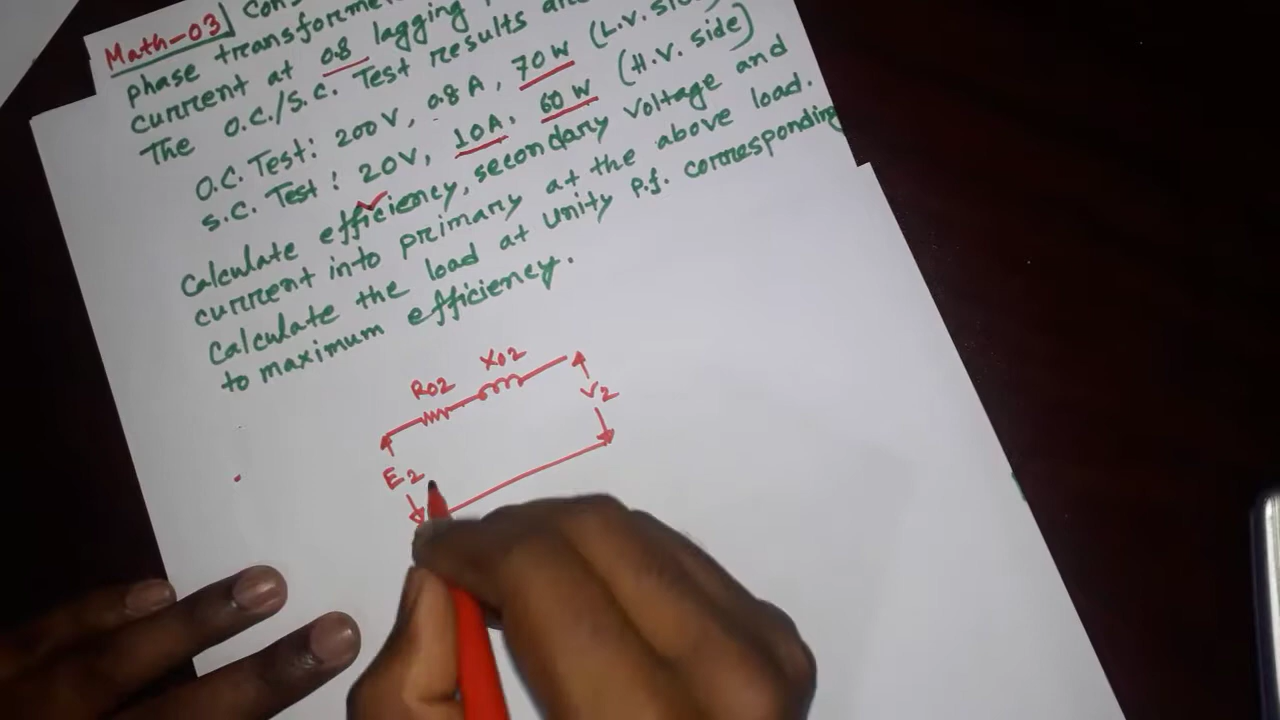 Math-03 Cons
phase transforme
current at 0.8 lagging
The O.C./S.C. Test results
O.C. Test: 200V, 0.8A, 70W (L.V. side)
S.C. Test: 20V, 10A, 60W (H.V. side)
Calculate efficiency, secondary voltage and
current into primary at the above load.
Calculate the load at unity p.f. corresponding
to maximum efficiency.
R02 X02
V2
E2